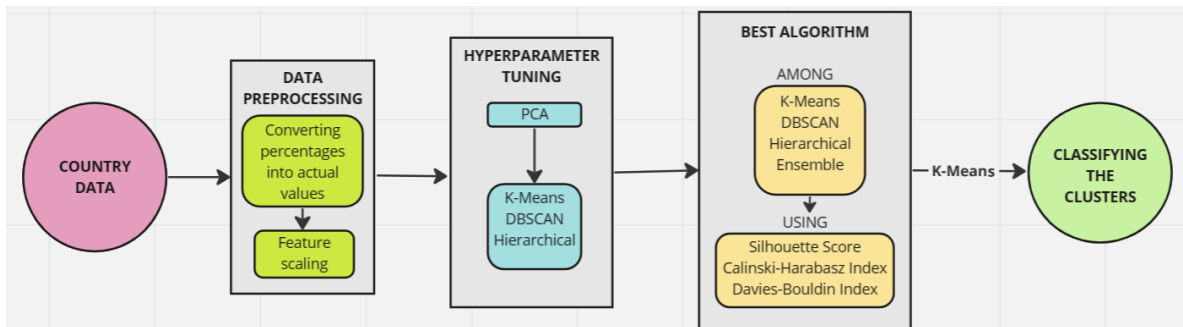 COUNTRY
DATA
DATA
PREPROCESSING
Converting
percentages
into actual
values
Feature
scaling
HYPERPARAMETER
TUNING
PCA
K-Means
DBSCAN
Hierarchical
BEST ALGORITHM
AMONG
K-Means
DBSCAN
Hierarchical
Ensemble
USING
Silhouette Score
Calinski-Harabasz Index
Davies-Bouldin Index
K-Means
CLASSIFYING
THE
CLUSTERS